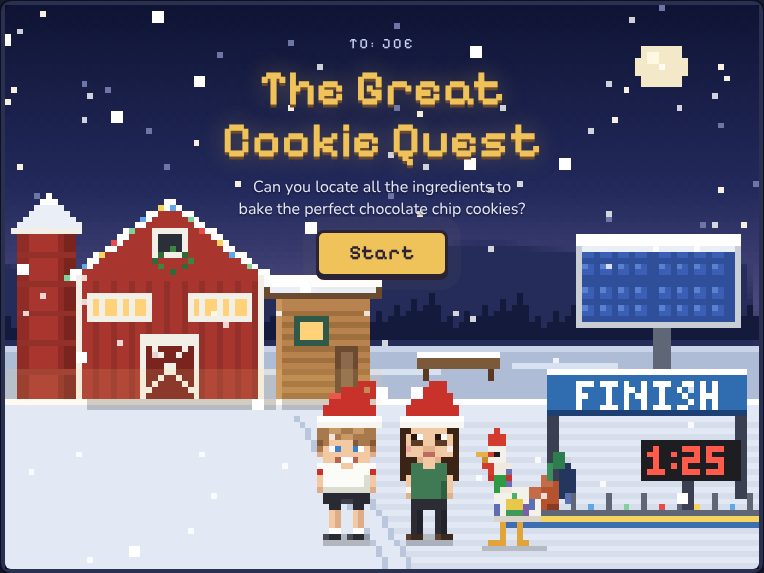 TO: JOE
The Great
Cookie Quest
Can you locate all the ingredients to
bake the perfect chocolate chip cookies?
Start
FINISH
1:25